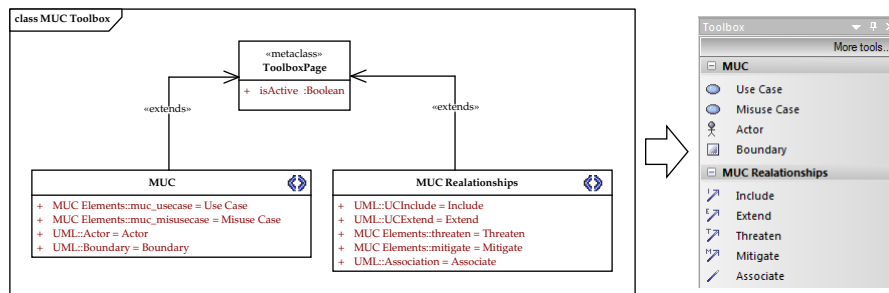 class MUC Toolbox
«metaclass»
ToolboxPage
+ isActive :Boolean
«extends»
«extends»
MUC
+ MUC Elements::muc_usecase = Use Case
+ MUC Elements::muc_misusecase = Misuse Case
+ UML::Actor = Actor
+ UML::Boundary = Boundary
MUC Realationships
+ UML::UCInclude = Include
+ UML::UCExtend = Extend
+ MUC Elements::threaten = Threaten
+ MUC Elements::mitigate = Mitigate
+ UML::Association = Associate
Toolbox
More tools...
MUC
Use Case
Misuse Case
Actor
Boundary
MUC Realationships
I Include
E Extend
T Threaten
M Mitigate
Associate